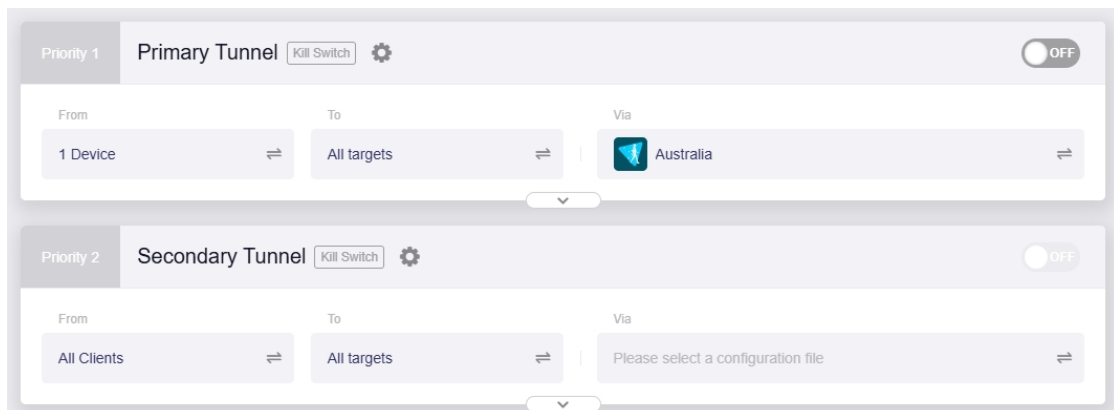 Priority 1 Primary Tunnel Kill Switch OFF
From To Via
1 Device All targets Australia
Priority 2 Secondary Tunnel Kill Switch OFF
From To Via
All Clients All targets Please select a configuration file